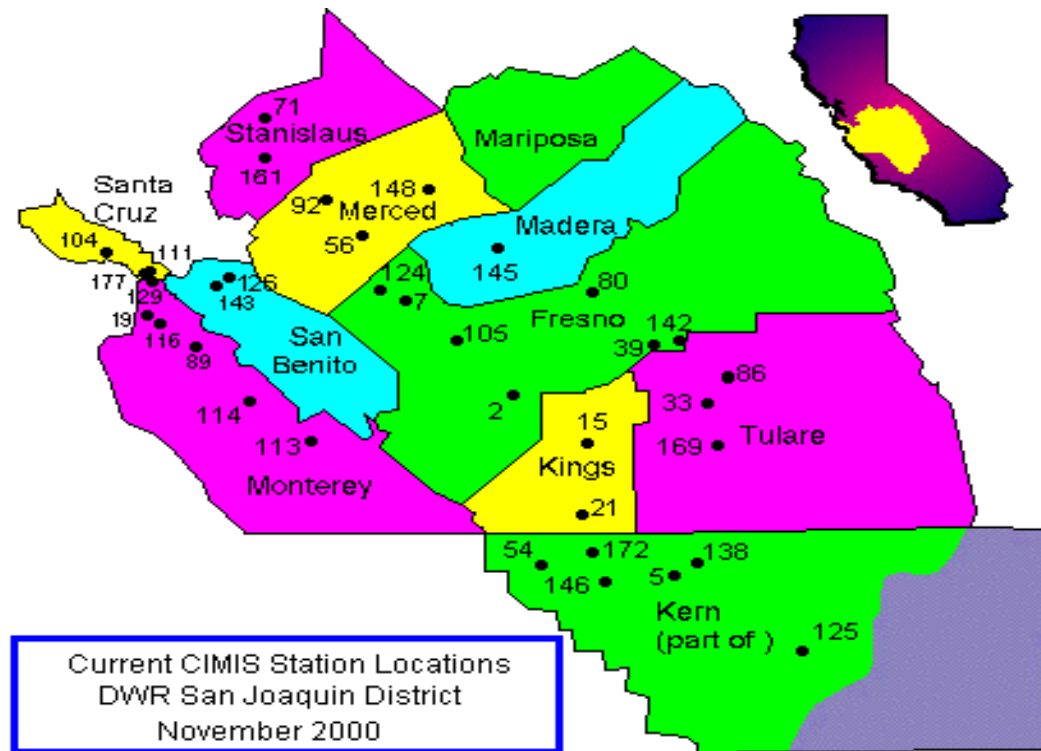 71
Stanislaus
161
Mariposa
Santa
Cruz
148
92
Merced
56
Madera
104
111
145
177
126
124
129
143
7
80
19
116
Fresno
San
Benito
105
142
39
89
86
2
33
114
15
113
169
Tulare
Kings
Monterey
21
54
172
138
146
5
Kern
(part of )
125
Current CIMIS Station Locations
DWR San Joaquin District
November 2000